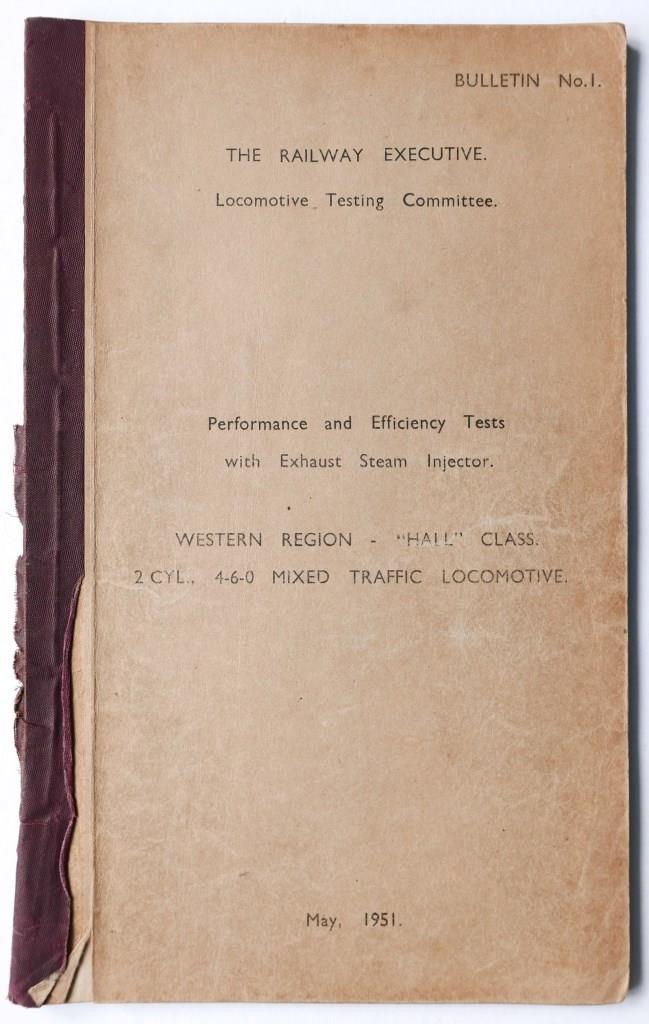 BULLETIN No.1.
THE RAILWAY EXECUTIVE.
Locomotive Testing Committee.
Performance and Efficiency Tests
with Exhaust Steam Injector.
WESTERN REGION - "HALL" CLASS.
2 CYL., 4-6-0 MIXED TRAFFIC LOCOMOTIVE.
May, 1951.